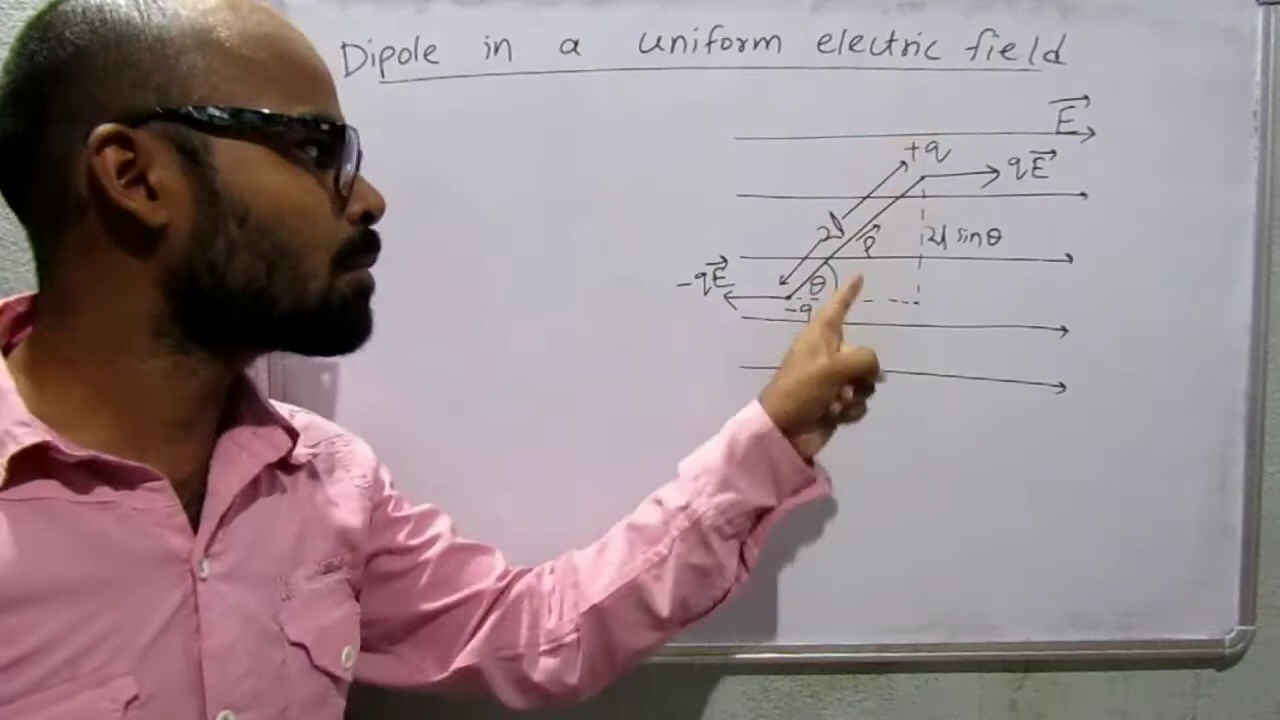 Dipole in a uniform electric field
E
+q
qE
2l
p
2l sinθ
-qE
θ
-q